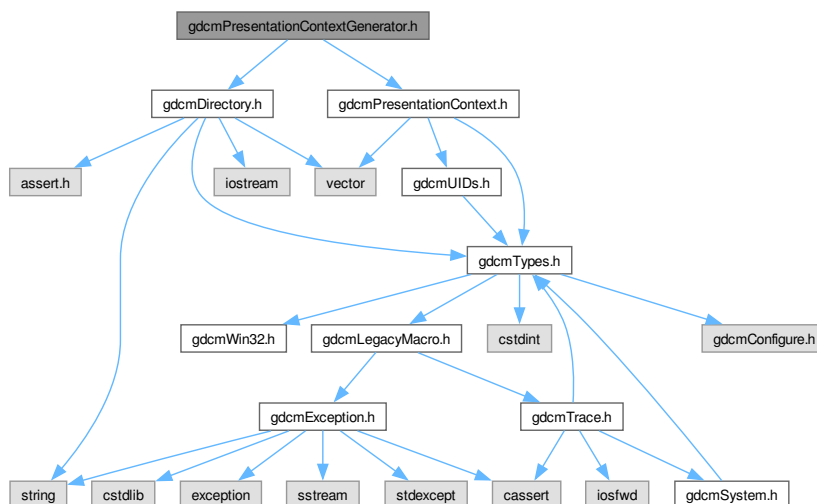 gdcmPresentationContextGenerator.h
gdcmDirectory.h
gdcmPresentationContext.h
assert.h
iostream
vector
gdcmUIDs.h
gdcmTypes.h
gdcmWin32.h
gdcmLegacyMacro.h
cstdint
gdcmConfigure.h
gdcmException.h
gdcmTrace.h
string
cstdlib
exception
sstream
stdexcept
cassert
iosfwd
gdcmSystem.h